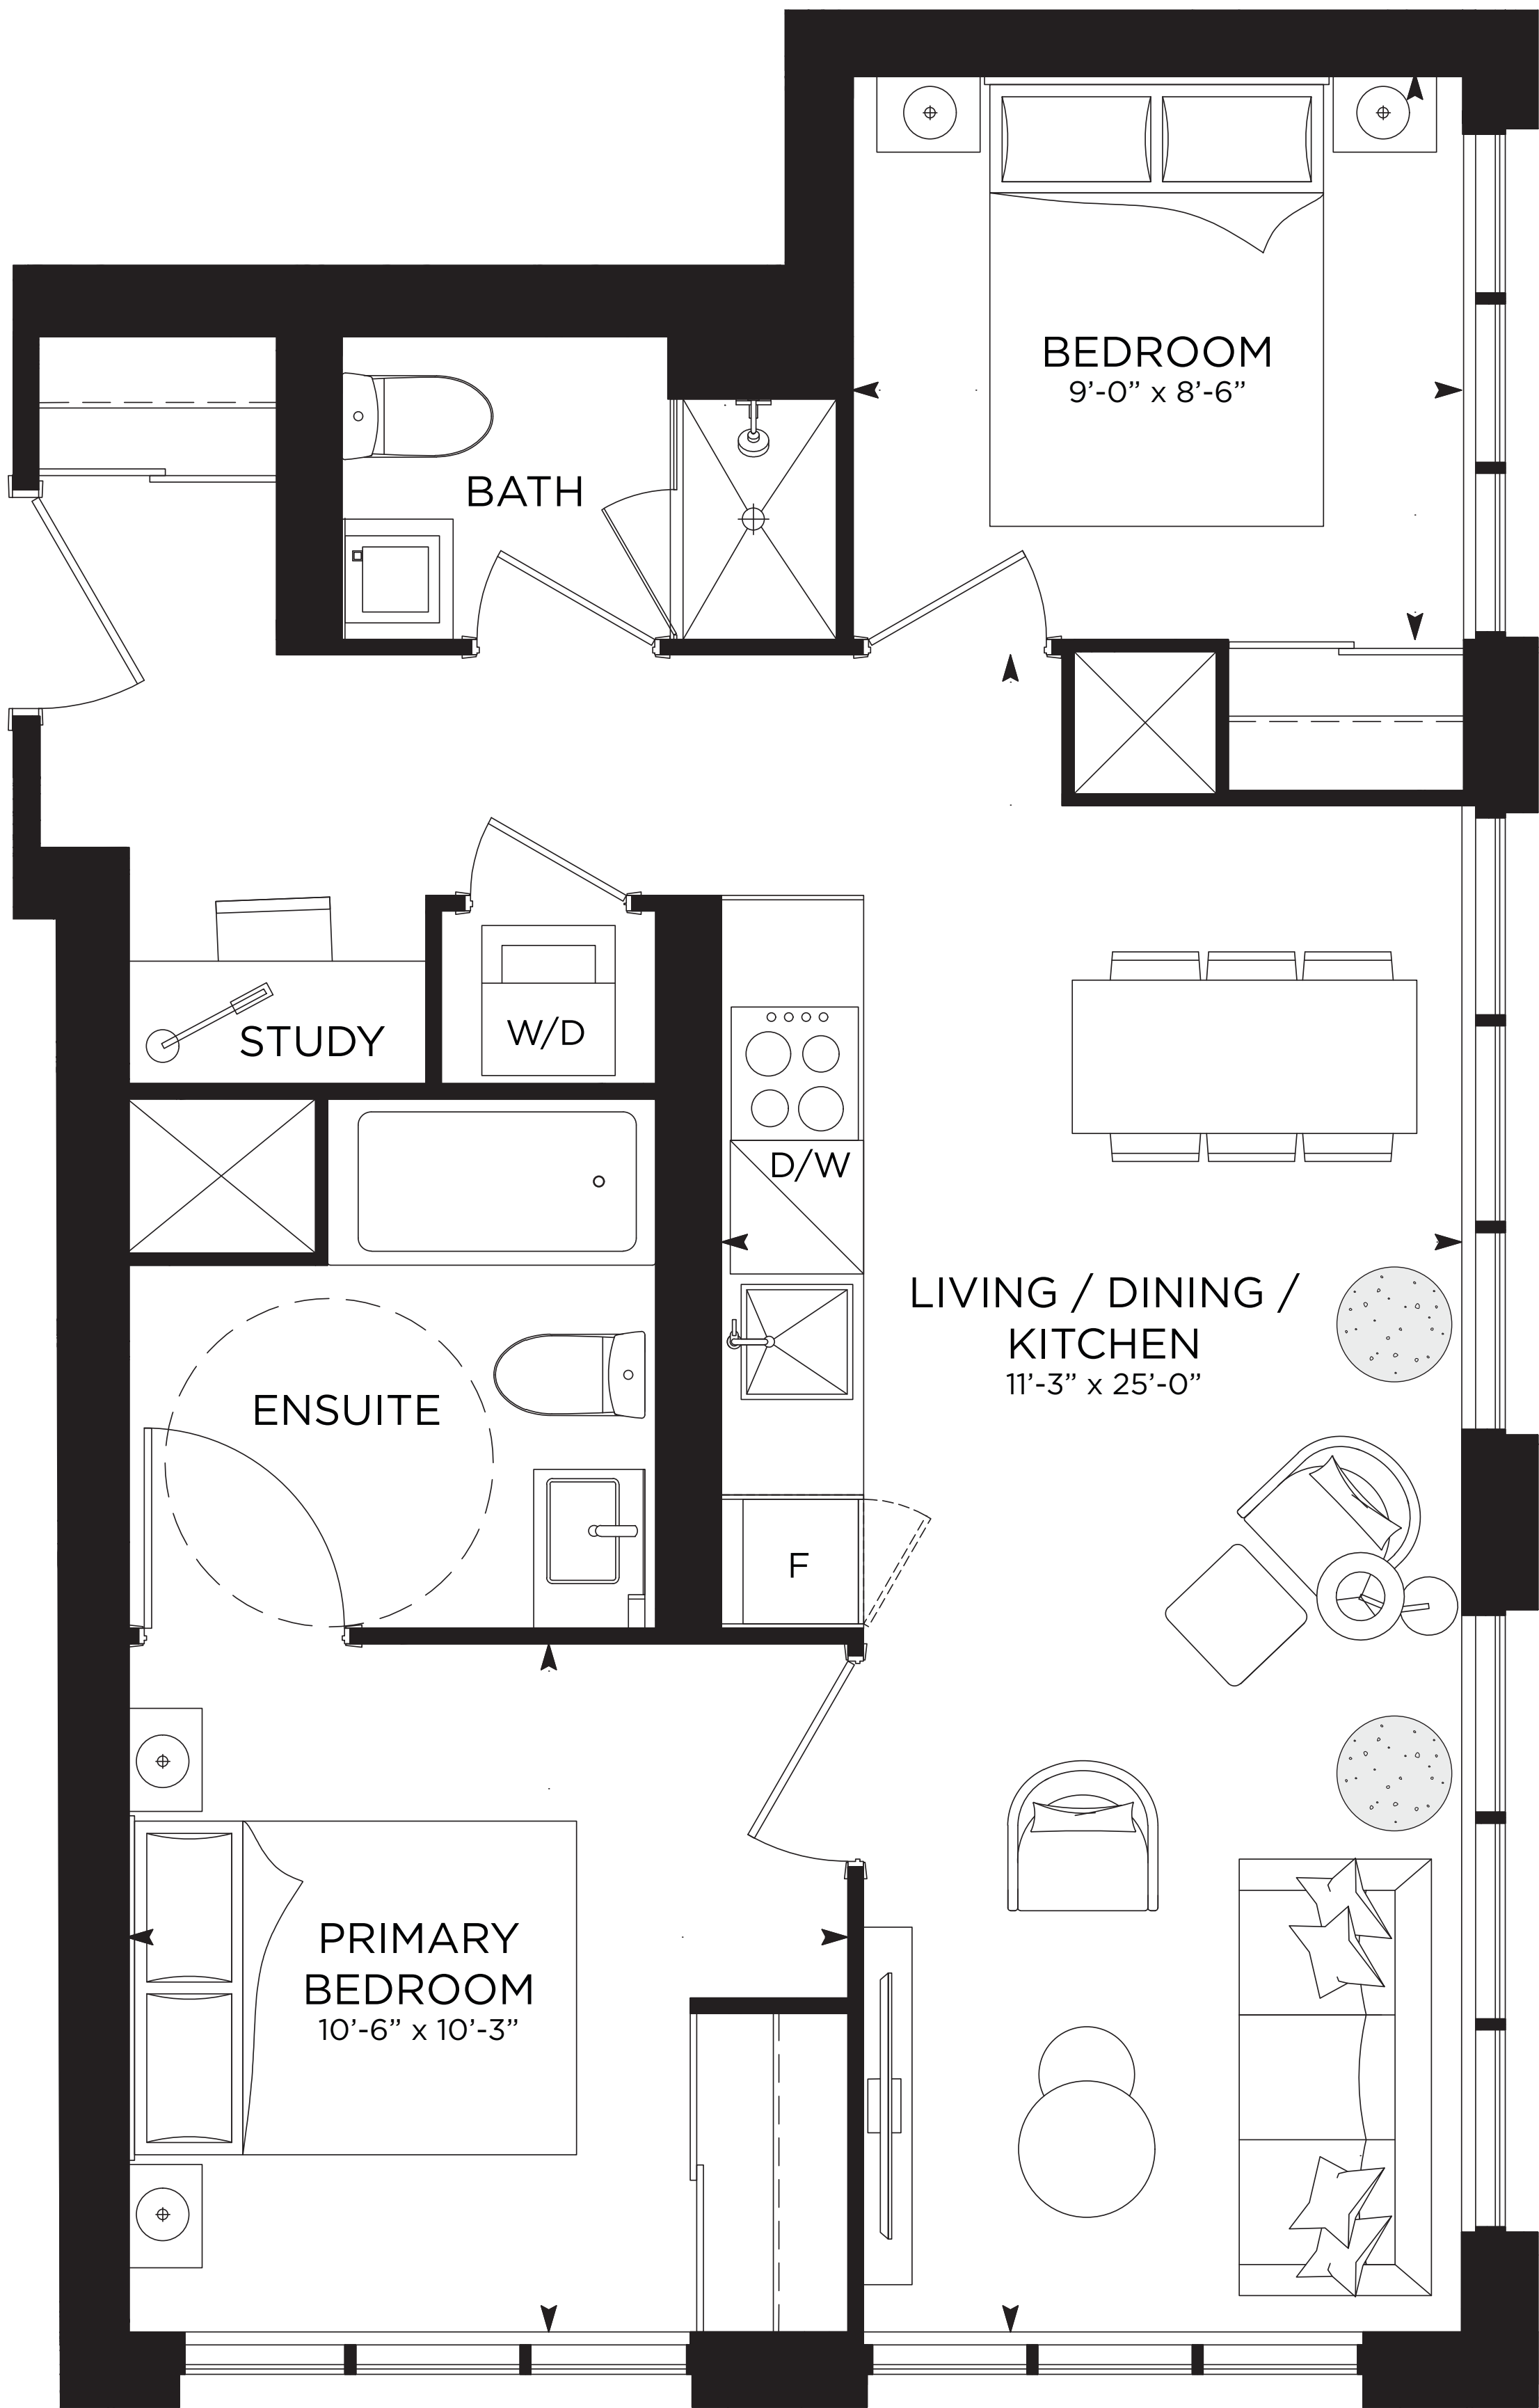 BEDROOM
9’-0” x 8’-6”
BATH
STUDY
W/D
D/W
LIVING / DINING /
KITCHEN
11’-3” x 25’-0”
ENSUITE
F
PRIMARY
BEDROOM
10’-6” x 10’-3”